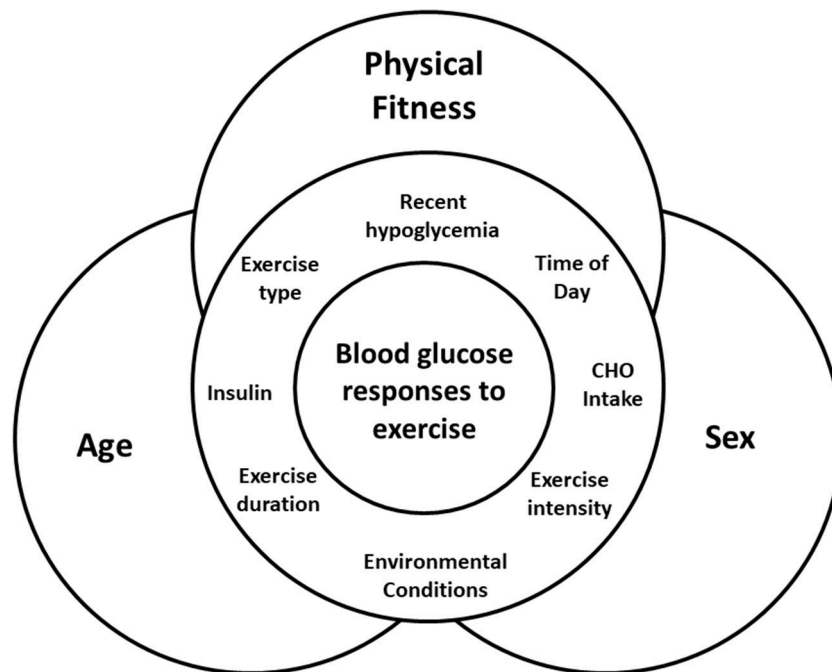 Physical
Fitness
Recent
hypoglycemia
Exercise
type
Time of
Day
Blood glucose
responses to
exercise
Insulin
CHO
Intake
Age
Sex
Exercise
duration
Exercise
intensity
Environmental
Conditions